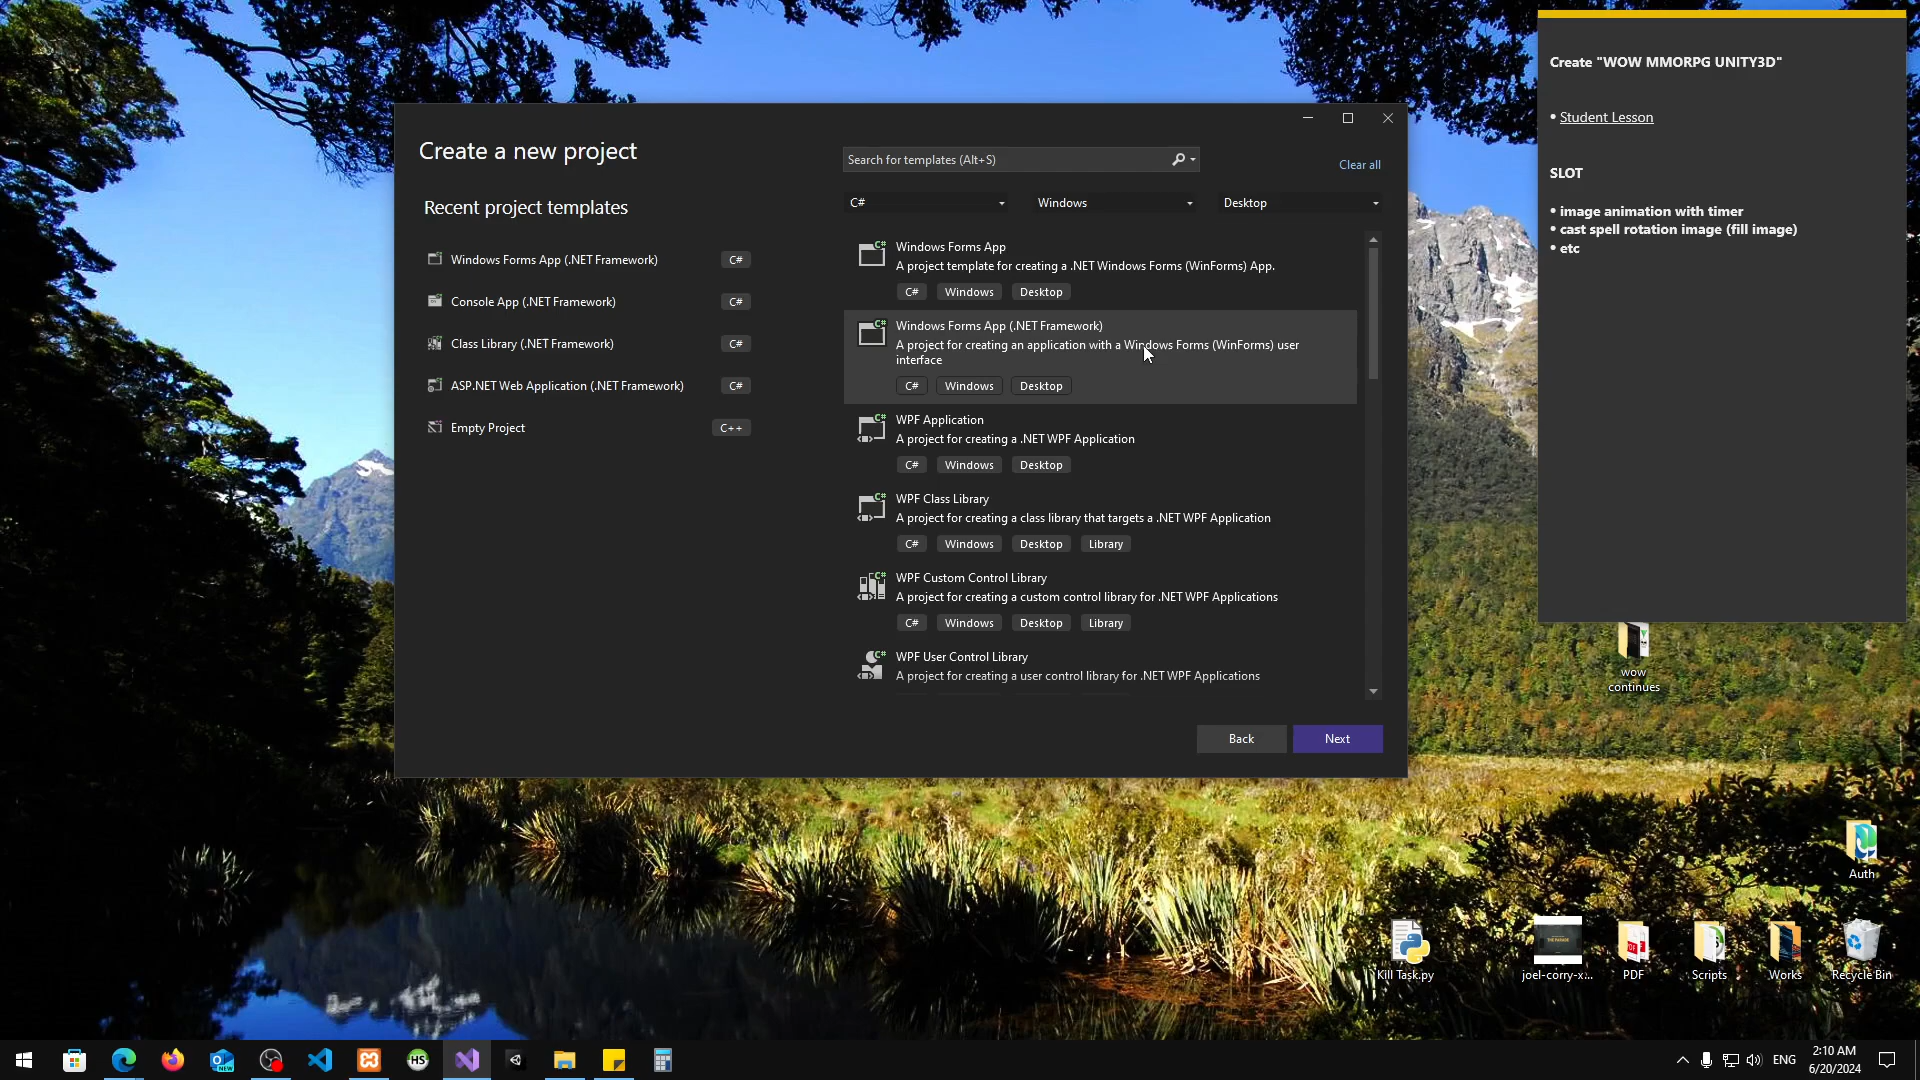 Create "WOW MMORPG UNITY3D"
• Student Lesson
SLOT
• image animation with timer
• cast spell rotation image (fill image)
• etc
Create a new project
Search for templates (Alt+S)
Clear all
Recent project templates
C#
Windows
Desktop
Windows Forms App (.NET Framework)
C#
Console App (.NET Framework)
C#
Class Library (.NET Framework)
C#
ASP.NET Web Application (.NET Framework)
C#
Empty Project
C++
Windows Forms App
A project template for creating a .NET Windows Forms (WinForms) App.
C# Windows Desktop
Windows Forms App (.NET Framework)
A project for creating an application with a Windows Forms (WinForms) user
interface
C# Windows Desktop
WPF Application
A project for creating a .NET WPF Application
C# Windows Desktop
WPF Class Library
A project for creating a class library that targets a .NET WPF Application
C# Windows Desktop Library
WPF Custom Control Library
A project for creating a custom control library for .NET WPF Applications
C# Windows Desktop Library
WPF User Control Library
A project for creating a user control library for .NET WPF Applications
Back
Next
wow
continues
Auth
Kill Task.py
joel-corry-x...
PDF
Scripts
Works
Recycle Bin
HS
ENG
2:10 AM
6/20/2024